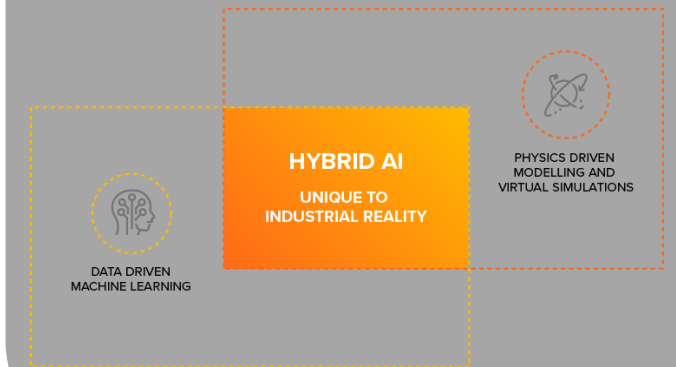 HYBRID AI
UNIQUE TO
INDUSTRIAL REALITY
PHYSICS DRIVEN
MODELLING AND
VIRTUAL SIMULATIONS
DATA DRIVEN
MACHINE LEARNING